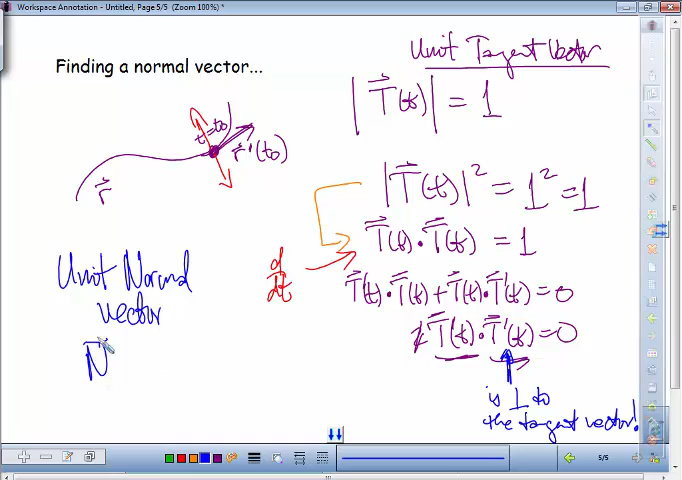 Workspace Annotation - Untitled, Page 5/5 (Zoom 100%) *
Finding a normal vector...
t=t₀
r⃗'(t₀)
r⃗
Unit Normal
vector
N
Unit Tangent Vector
|T⃗(t)| = 1
|T⃗(t)|² = 1² = 1
T⃗(t)·T⃗(t) = 1
d/dt
T⃗(t)·T⃗'(t)+T⃗(t)·T⃗'(t)=0
2T⃗(t)·T⃗'(t)=0
is ⊥ to
the tangent vector!
5/5